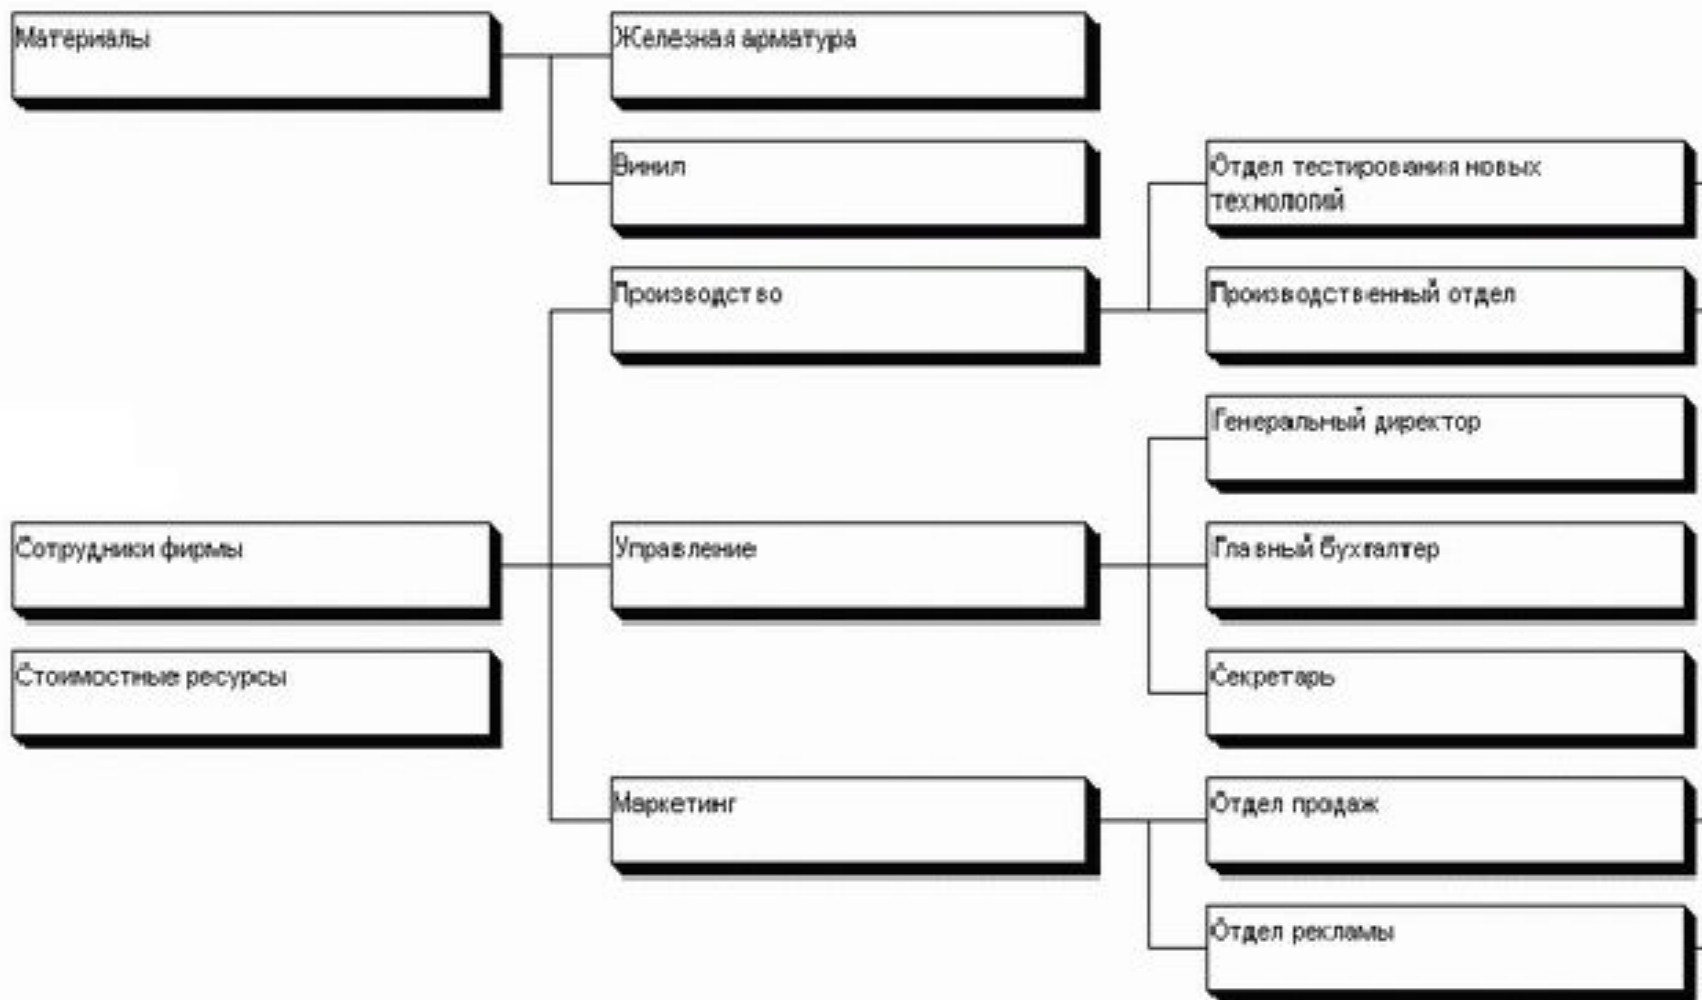 Материалы
Железная арматура
Винил
Отдел тестирования новых
технологий
Производство
Производственный отдел
Генеральный директор
Сотрудники фирмы
Управление
Главный бухгалтер
Стоимостные ресурсы
Секретарь
Маркетинг
Отдел продаж
Отдел рекламы